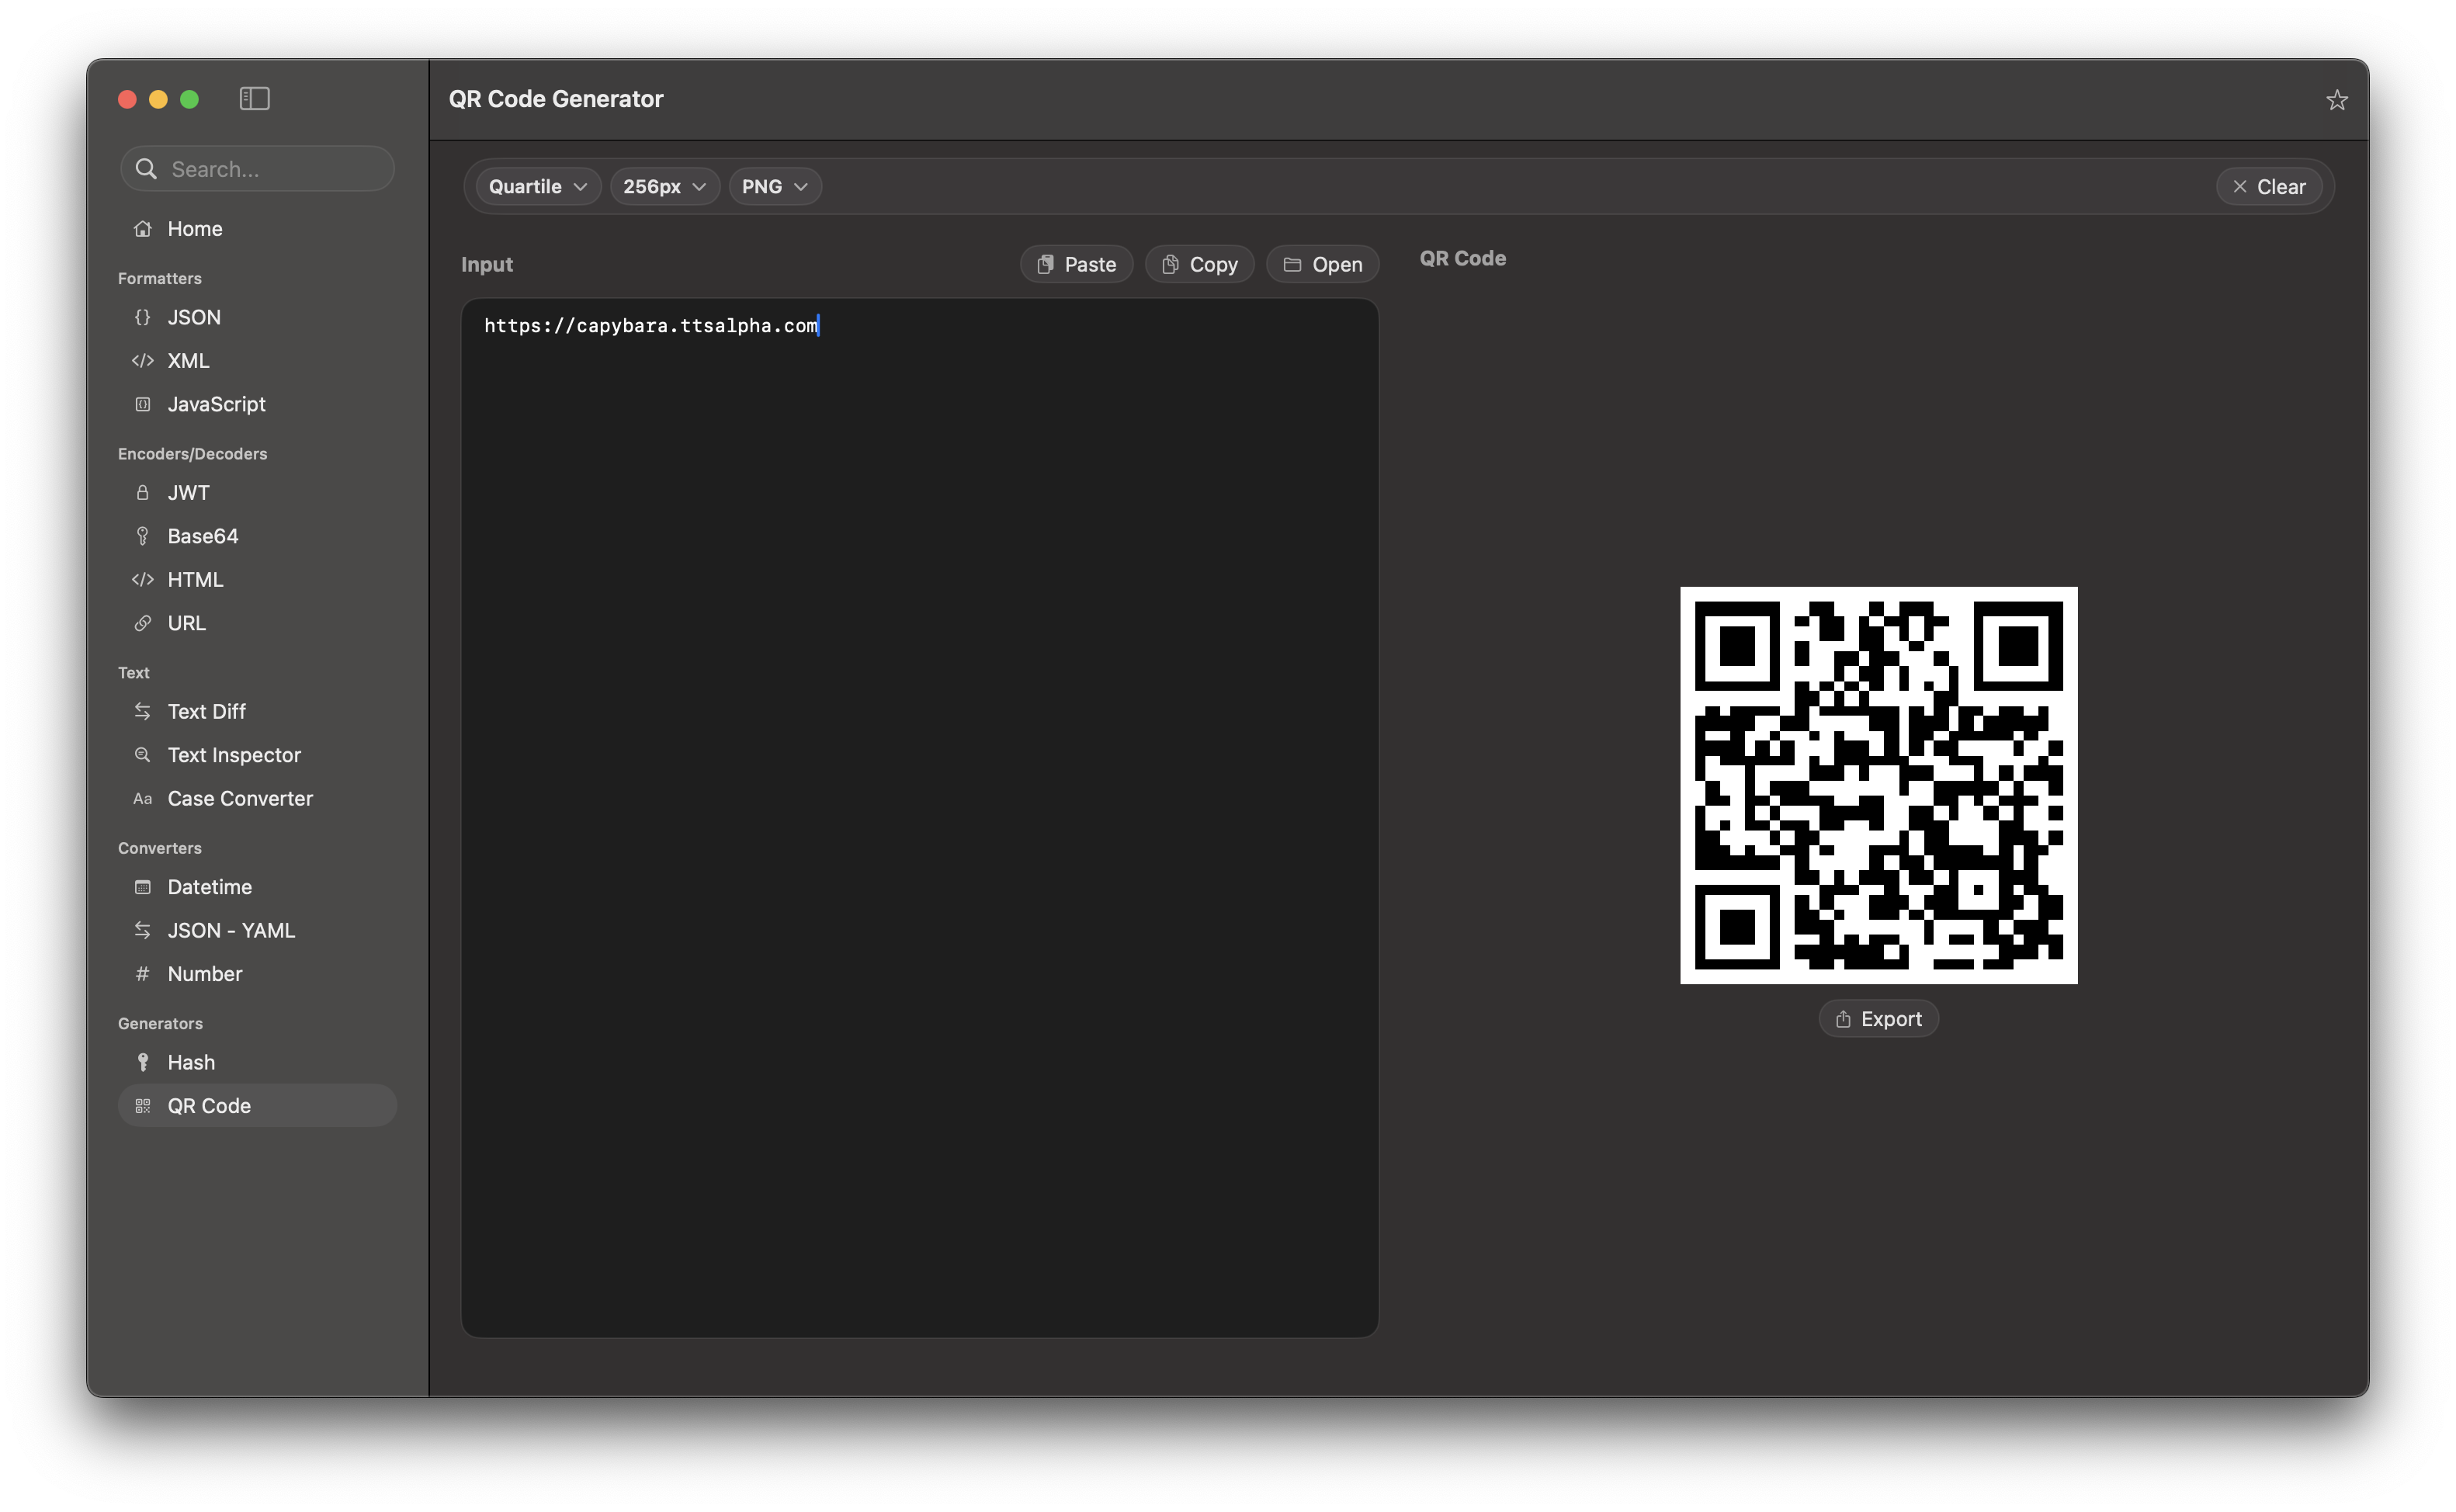 QR Code Generator
Search...
Home
Formatters
JSON
XML
JavaScript
Encoders/Decoders
JWT
Base64
HTML
URL
Text
Text Diff
Text Inspector
Aa Case Converter
Converters
Datetime
JSON - YAML
# Number
Generators
Hash
QR Code
Quartile 256px PNG Clear
Input Paste Copy Open
https://capybara.ttsalpha.com
QR Code
Export